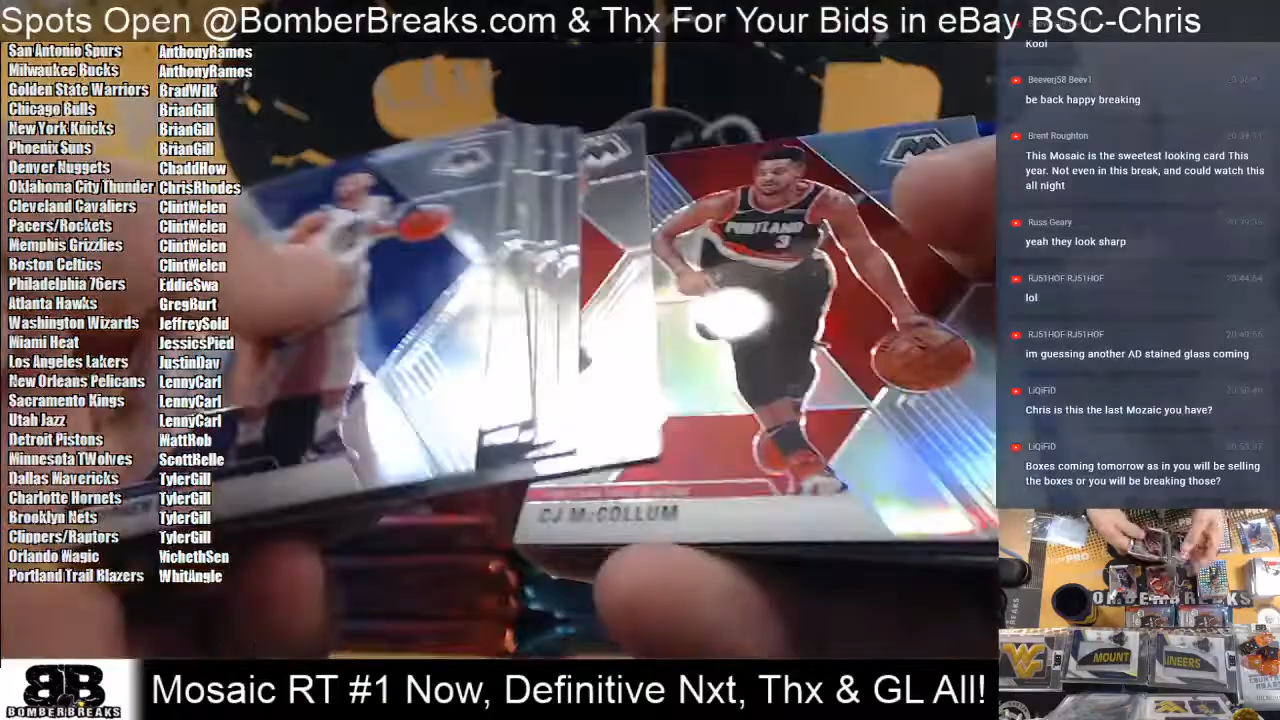 Spots Open @BomberBreaks.com & Thx For Your Bids in eBay BSC-Chris
San Antonio Spurs AnthonyRamos
Milwaukee Bucks AnthonyRamos
Golden State Warriors BradWilk
Chicago Bulls BrianGill
New York Knicks BrianGill
Phoenix Suns BrianGill
Denver Nuggets ChaddHow
Oklahoma City Thunder ChrisRhodes
Cleveland Cavaliers ClintMelen
Pacers/Rockets ClintMelen
Memphis Grizzlies ClintMelen
Boston Celtics ClintMelen
Philadelphia 76ers EddieSwa
Atlanta Hawks GregBurt
Washington Wizards JeffreySold
Miami Heat JessicsPied
Los Angeles Lakers JustinDav
New Orleans Pelicans LennyCarl
Sacramento Kings LennyCarl
Utah Jazz LennyCarl
Detroit Pistons MattRob
Minnesota TWolves ScottRelle
Dallas Mavericks TylerGill
Charlotte Hornets TylerGill
Brooklyn Nets TylerGill
Clippers/Raptors TylerGill
Orlando Magic VichethSen
Portland Trail Blazers WhitAngle
PORTLAND
3
CJ McCOLLUM
Kool
Beeverj58 Beev1
be back happy breaking
Brent Roughton
This Mosaic is the sweetest looking card This
year. Not even in this break, and could watch this
all night
Russ Geary
yeah they look sharp
RJ51HOF RJ51HOF
lol
RJ51HOF RJ51HOF
im guessing another AD stained glass coming
LiQiFiD
Chris is this the last Mozaic you have?
LiQiFiD
Boxes coming tomorrow as in you will be selling
the boxes or you will be breaking those?
MOUNT
INEERS
BB
BOMBERBREAKS
Mosaic RT #1 Now, Definitive Nxt, Thx & GL All!